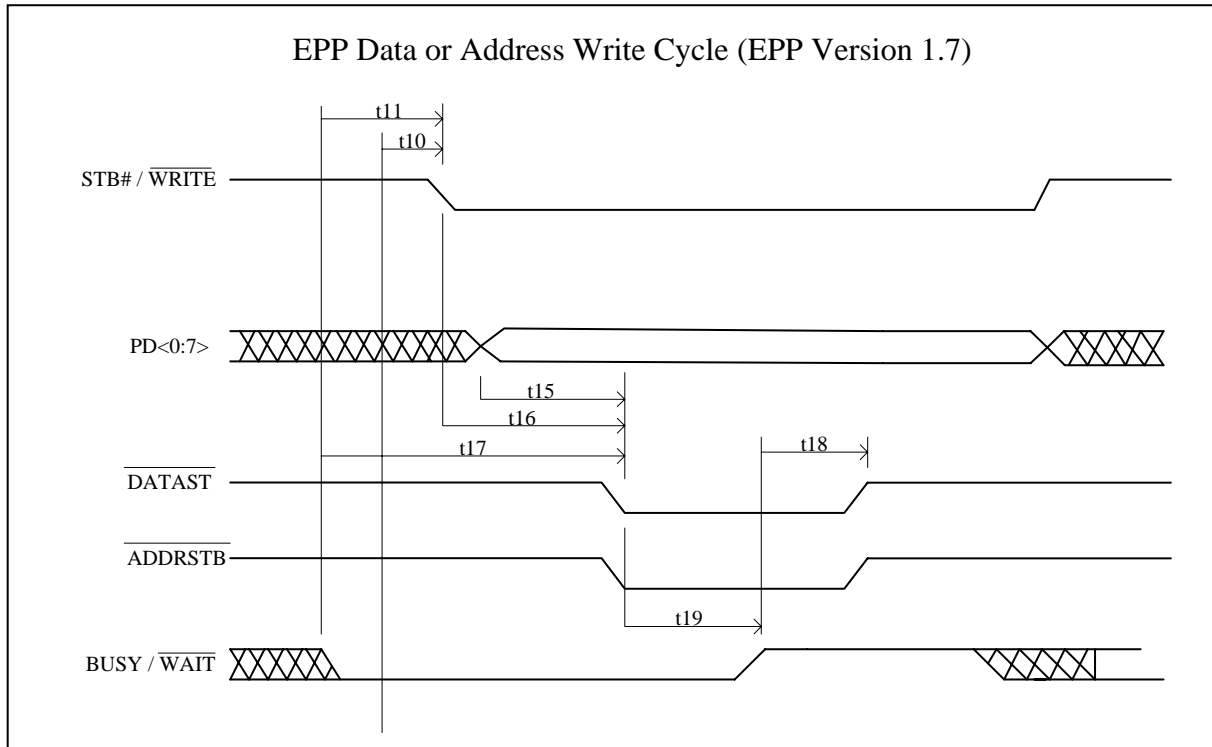 EPP Data or Address Write Cycle (EPP Version 1.7)
t11
t10
STB# / WRITE
PD<0:7>
t15
t16
t17
t18
DATAST
ADDRSTB
t19
BUSY / WAIT